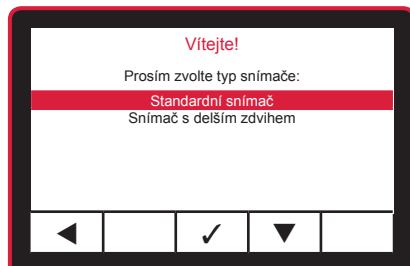 Vítejte!
Prosím zvolte typ snímače:
Standardní snímač
Snímač s delším zdvihem